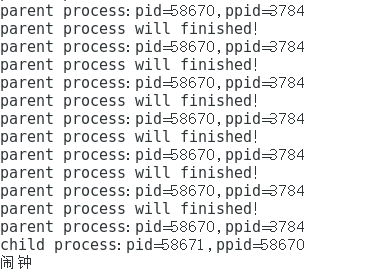 parent process:pid=58670,ppid=3784
parent process will finished!
parent process:pid=58670,ppid=3784
parent process will finished!
parent process:pid=58670,ppid=3784
parent process will finished!
parent process:pid=58670,ppid=3784
parent process will finished!
parent process:pid=58670,ppid=3784
parent process will finished!
parent process:pid=58670,ppid=3784
parent process will finished!
parent process:pid=58670,ppid=3784
child process:pid=58671,ppid=58670
闹钟